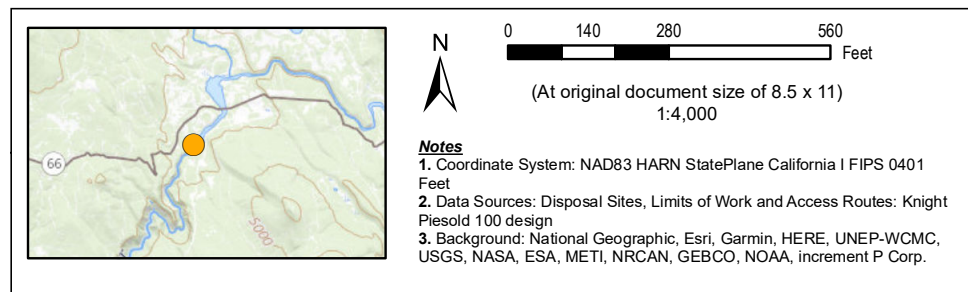 66
5000
N
0 140 280 560
Feet
(At original document size of 8.5 x 11)
1:4,000
Notes
1. Coordinate System: NAD83 HARN StatePlane California I FIPS 0401
Feet
2. Data Sources: Disposal Sites, Limits of Work and Access Routes: Knight
Piesold 100 design
3. Background: National Geographic, Esri, Garmin, HERE, UNEP-WCMC,
USGS, NASA, ESA, METI, NRCAN, GEBCO, NOAA, increment P Corp.